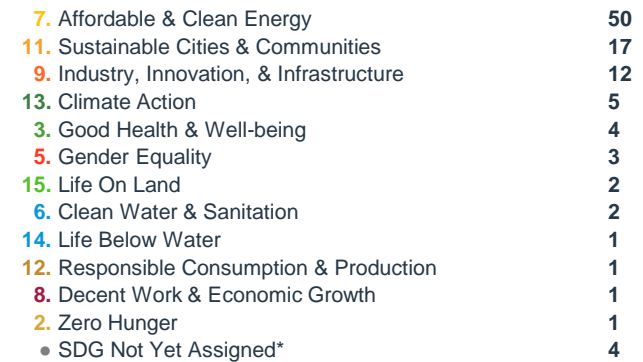 7. Affordable & Clean Energy 50
11. Sustainable Cities & Communities 17
9. Industry, Innovation, & Infrastructure 12
13. Climate Action 5
3. Good Health & Well-being 4
5. Gender Equality 3
15. Life On Land 2
6. Clean Water & Sanitation 2
14. Life Below Water 1
12. Responsible Consumption & Production 1
8. Decent Work & Economic Growth 1
2. Zero Hunger 1
● SDG Not Yet Assigned* 4